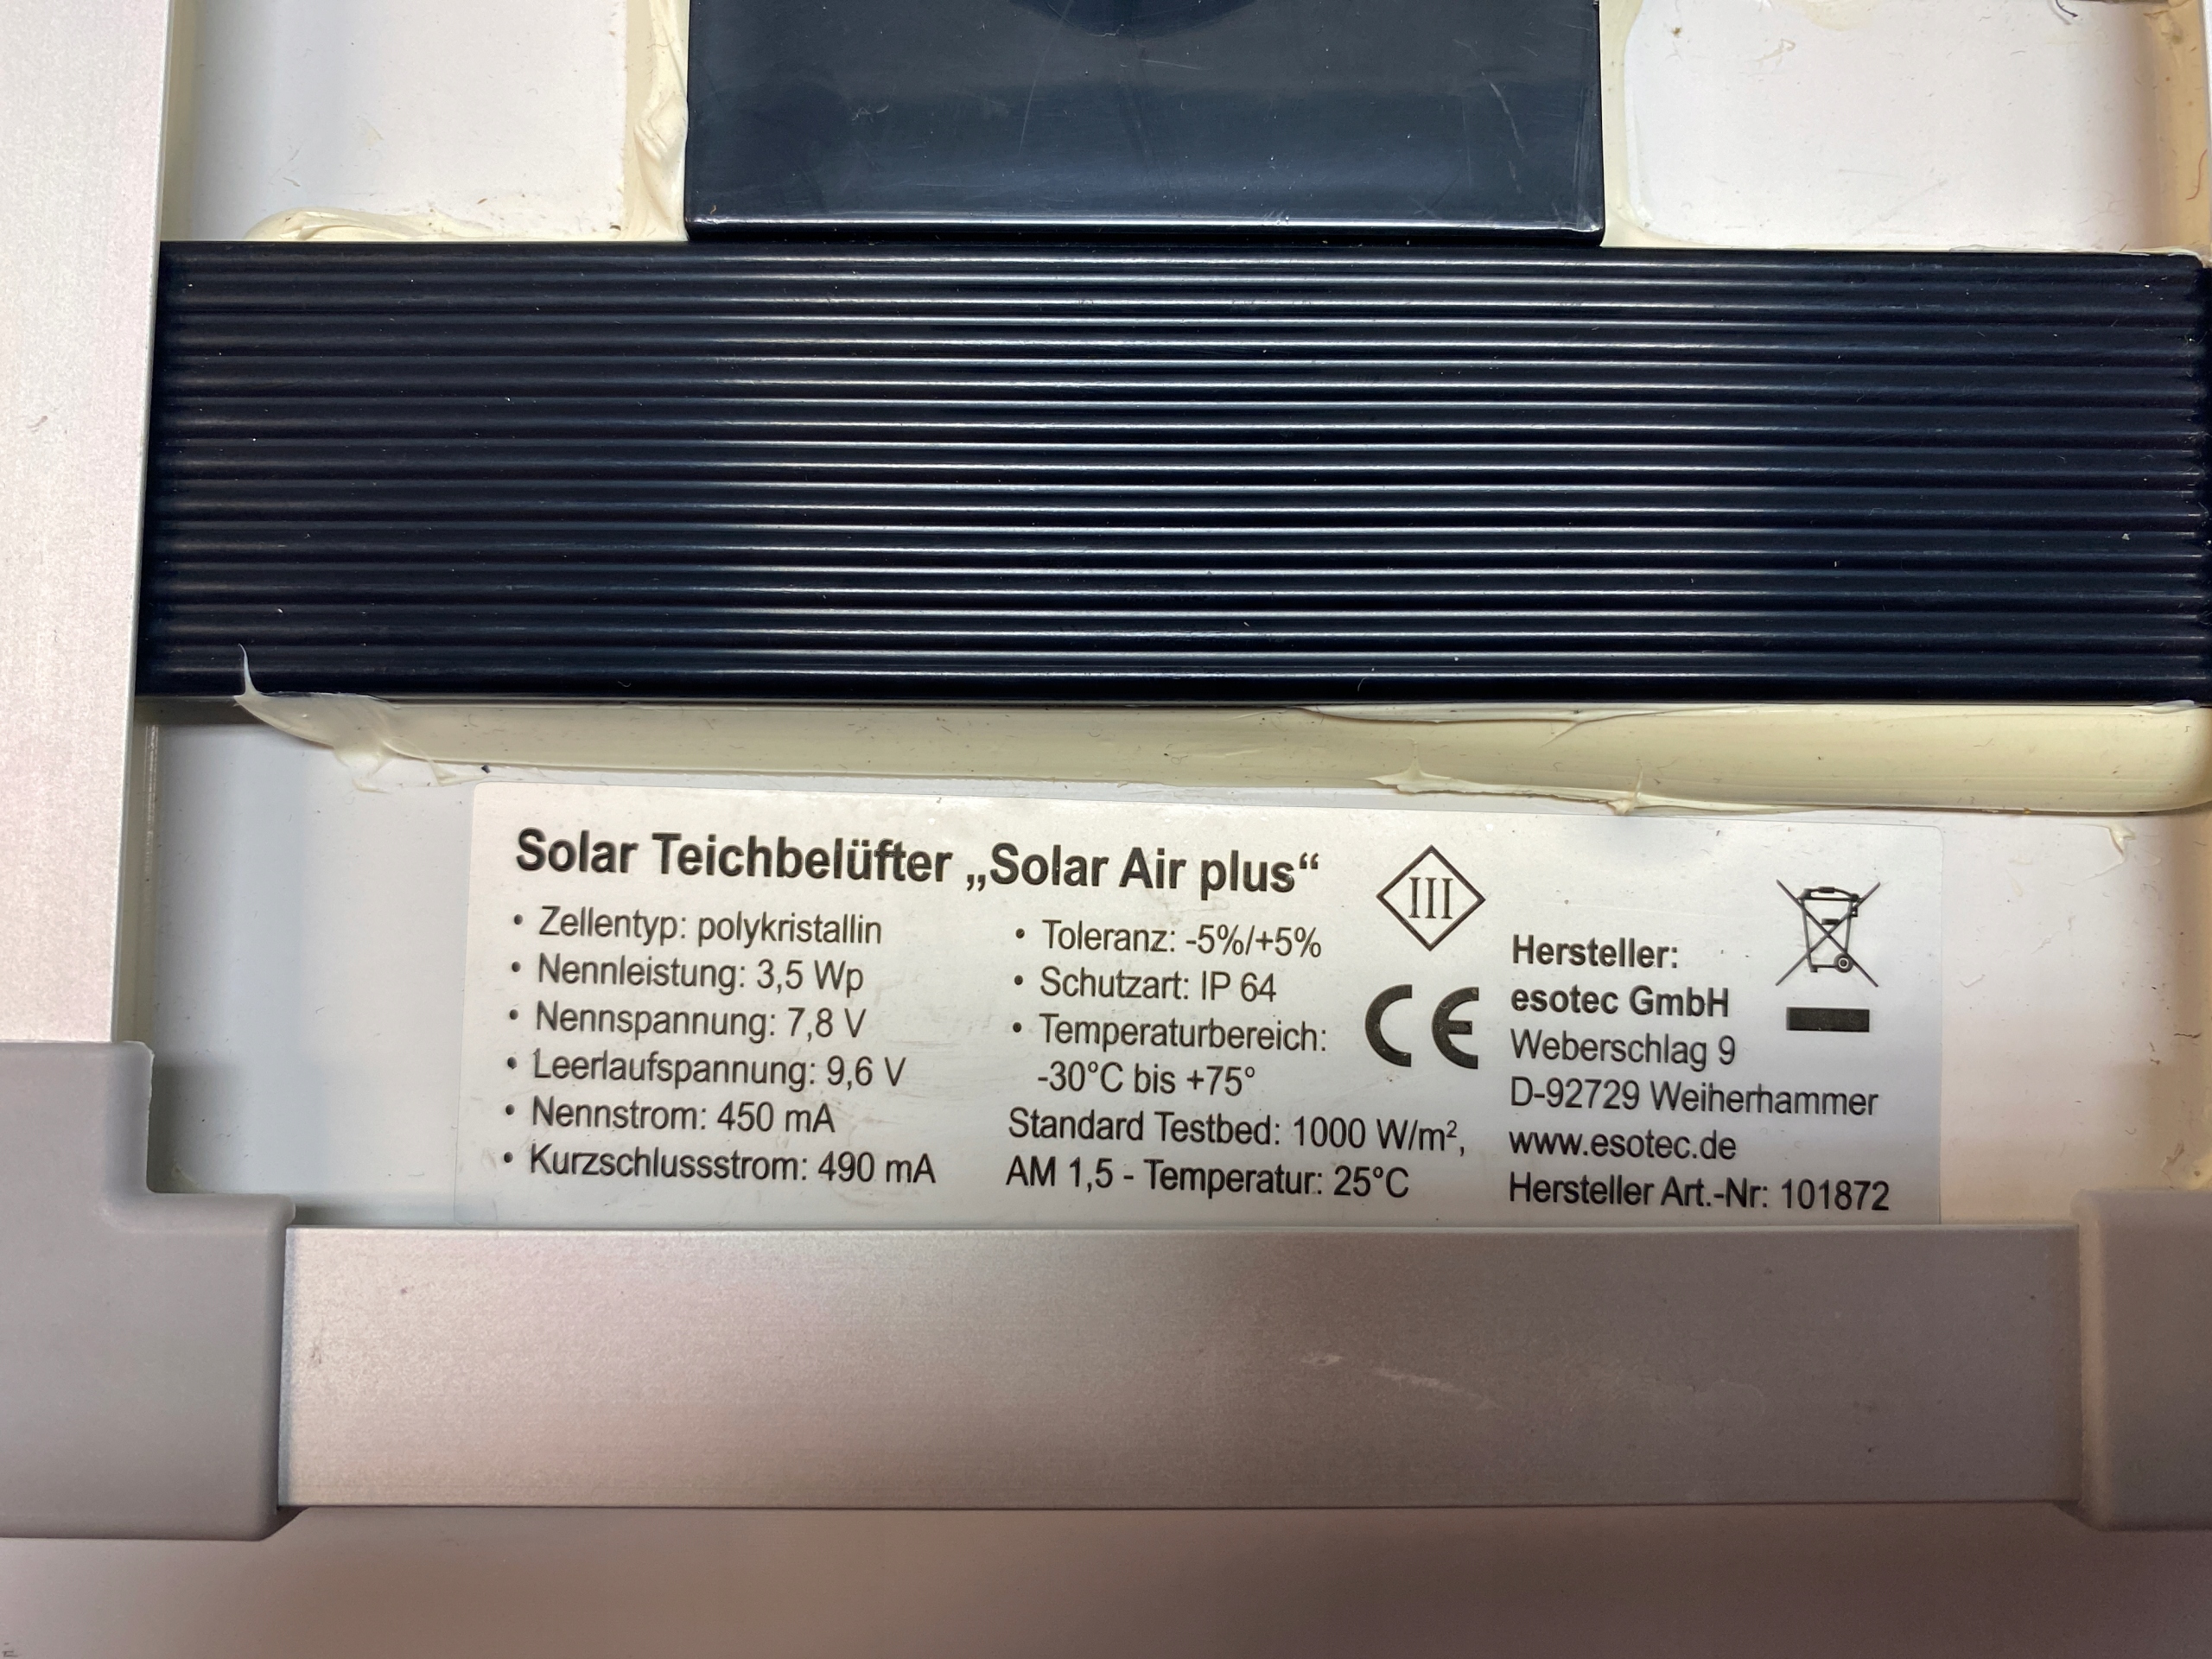 Solar Teichbelüfter „Solar Air plus“
• Zellentyp: polykristallin
• Nennleistung: 3,5 Wp
• Nennspannung: 7,8 V
• Leerlaufspannung: 9,6 V
• Nennstrom: 450 mA
• Kurzschlussstrom: 490 mA
• Toleranz: -5%/+5%
• Schutzart: IP 64
• Temperaturbereich:
-30°C bis +75°
Standard Testbed: 1000 W/m²,
AM 1,5 - Temperatur: 25°C
III
CE
Hersteller:
esotec GmbH
Weberschlag 9
D-92729 Weiherhammer
www.esotec.de
Hersteller Art.-Nr: 101872